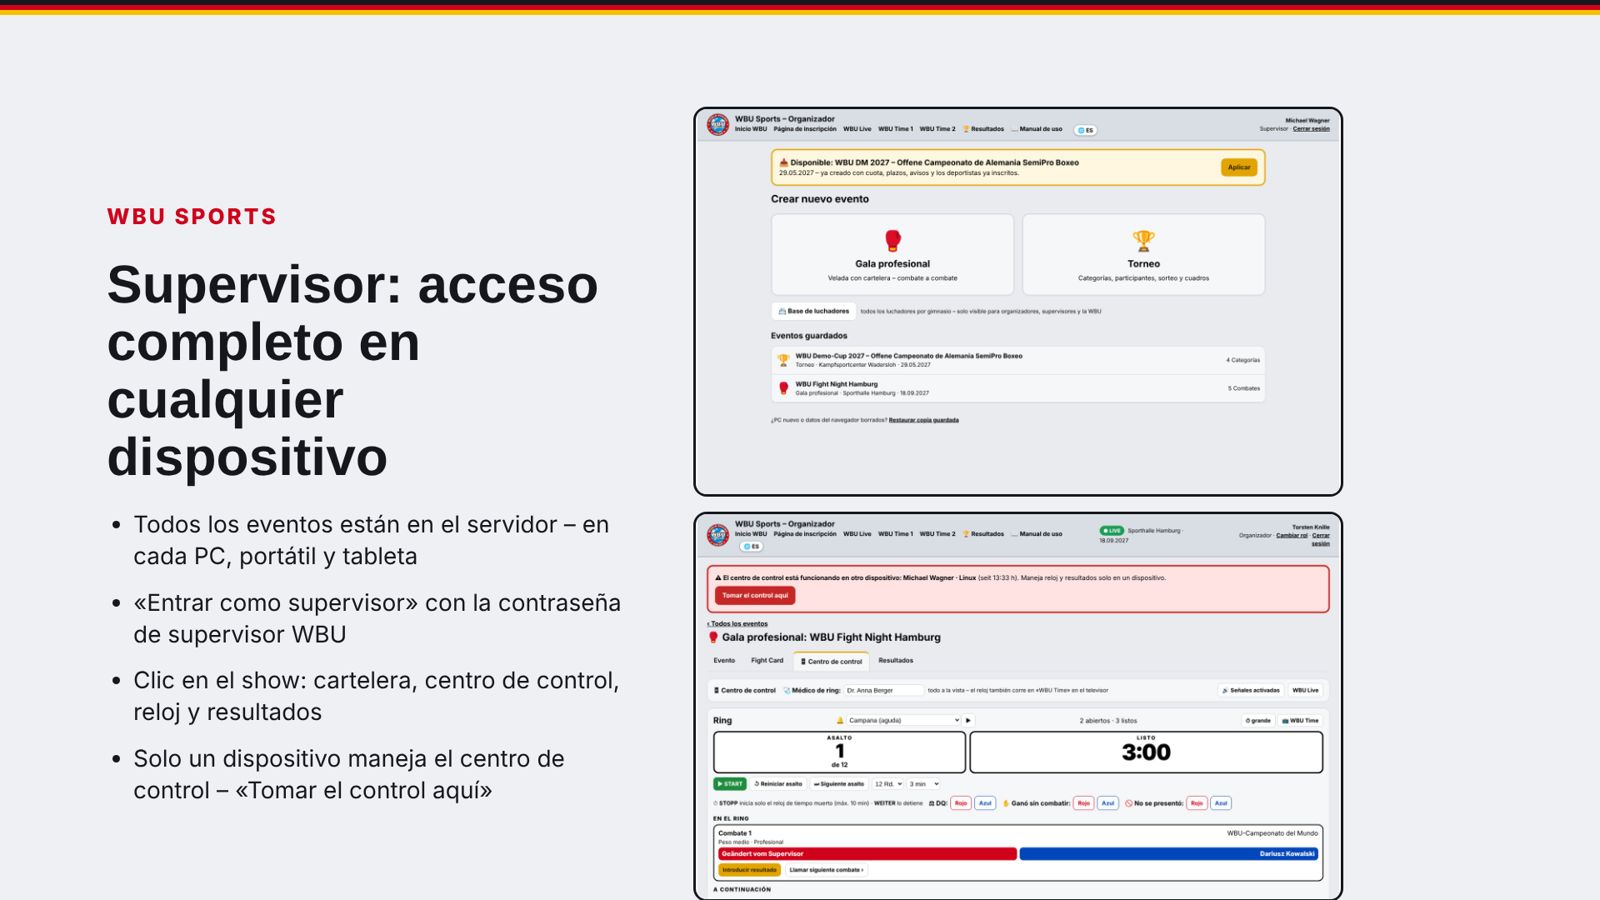 WBU SPORTS
Supervisor: acceso
completo en
cualquier
dispositivo
• Todos los eventos están en el servidor – en
cada PC, portátil y tableta
• «Entrar como supervisor» con la contraseña
de supervisor WBU
• Clic en el show: cartelera, centro de control,
reloj y resultados
• Solo un dispositivo maneja el centro de
control – «Tomar el control aquí»
WBU Sports – Organizador
Inicio WBU Página de inscripción WBU Live WBU Time 1 WBU Time 2 🏆 Resultados 📖 Manual de uso 🌐 ES
Michael Wagner
Supervisor · Cerrar sesión
📥 Disponible: WBU DM 2027 – Offene Campeonato de Alemania SemiPro Boxeo
29.05.2027 – ya creado con cuota, plazos, avisos y los deportistas ya inscritos.
Aplicar
Crear nuevo evento
Gala profesional
Velada con cartelera – combate a combate
Torneo
Categorías, participantes, sorteo y cuadros
Base de luchadores todos los luchadores por gimnasio – solo visible para organizadores, supervisores y la WBU
Eventos guardados
WBU Demo-Cup 2027 – Offene Campeonato de Alemania SemiPro Boxeo
Torneo · Kampfsportcenter Wadersloh · 29.05.2027
4 Categorías
WBU Fight Night Hamburg
Gala profesional · Sporthalle Hamburg · 18.09.2027
5 Combates
¿PC nuevo o datos del navegador borrados? Restaurar copia guardada
WBU Sports – Organizador
Inicio WBU Página de inscripción WBU Live WBU Time 1 WBU Time 2 🏆 Resultados 📖 Manual de uso
🌐 ES
● LIVE Sporthalle Hamburg ·
18.09.2027
Torsten Knille
Organizador · Cambiar rol · Cerrar
sesión
⚠ El centro de control está funcionando en otro dispositivo: Michael Wagner · Linux (seit 13:33 h). Maneja reloj y resultados solo en un dispositivo.
Tomar el control aquí
‹ Todos los eventos
🥊 Gala profesional: WBU Fight Night Hamburg
Evento Fight Card Centro de control Resultados
Centro de control Médico de ring: Dr. Anna Berger todo a la vista – el reloj también corre en «WBU Time» en el televisor Señales activadas WBU Live
Ring 🔔 Campana (aguda) ▶ 2 abiertos · 3 listos ⏱ grande WBU Time
ASALTO
1
de 12
LISTO
3:00
▶ START Reiniciar asalto Siguiente asalto 12 Rd. 3 min
⏱ STOPP inicia solo el reloj de tiempo muerto (máx. 10 min) · WEITER lo detiene DQ: Rojo Azul Ganó sin combatir: Rojo Azul No se presentó: Rojo Azul
EN EL RING
Combate 1
WBU-Campeonato del Mundo
Peso medio · Profesional
Geändert vom Supervisor
Dariusz Kowalski
Introducir resultado Llamar siguiente combate ›
A CONTINUACIÓN